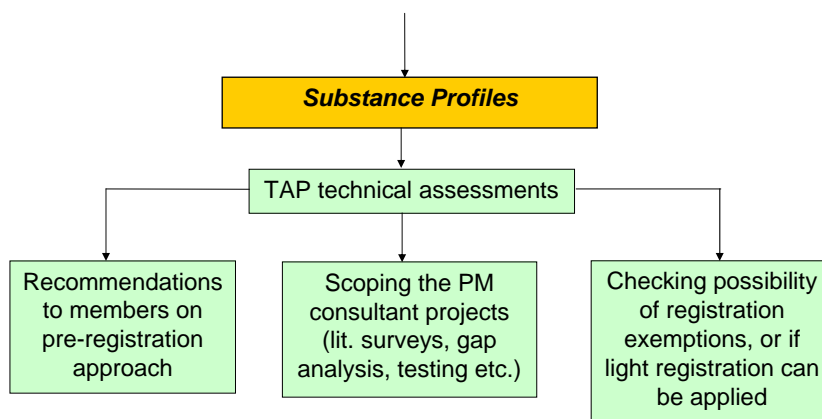 Substance Profiles
TAP technical assessments
Recommendations
to members on
pre-registration
approach
Scoping the PM
consultant projects
(lit. surveys, gap
analysis, testing etc.)
Checking possibility
of registration
exemptions, or if
light registration can
be applied